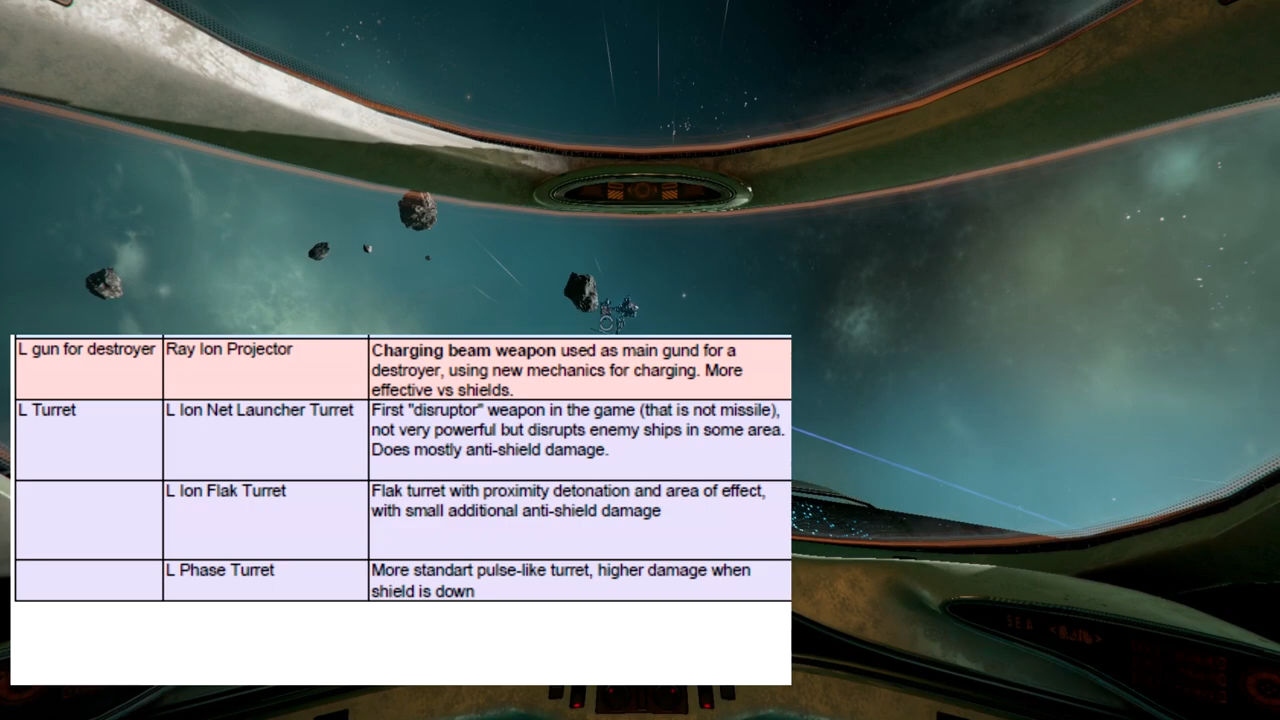 L gun for destroyer
Ray Ion Projector
Charging beam weapon used as main gund for a
destroyer, using new mechanics for charging. More
effective vs shields.
L Turret
L Ion Net Launcher Turret
First "disruptor" weapon in the game (that is not missile),
not very powerful but disrupts enemy ships in some area.
Does mostly anti-shield damage.
L Ion Flak Turret
Flak turret with proximity detonation and area of effect,
with small additional anti-shield damage
L Phase Turret
More standart pulse-like turret, higher damage when
shield is down